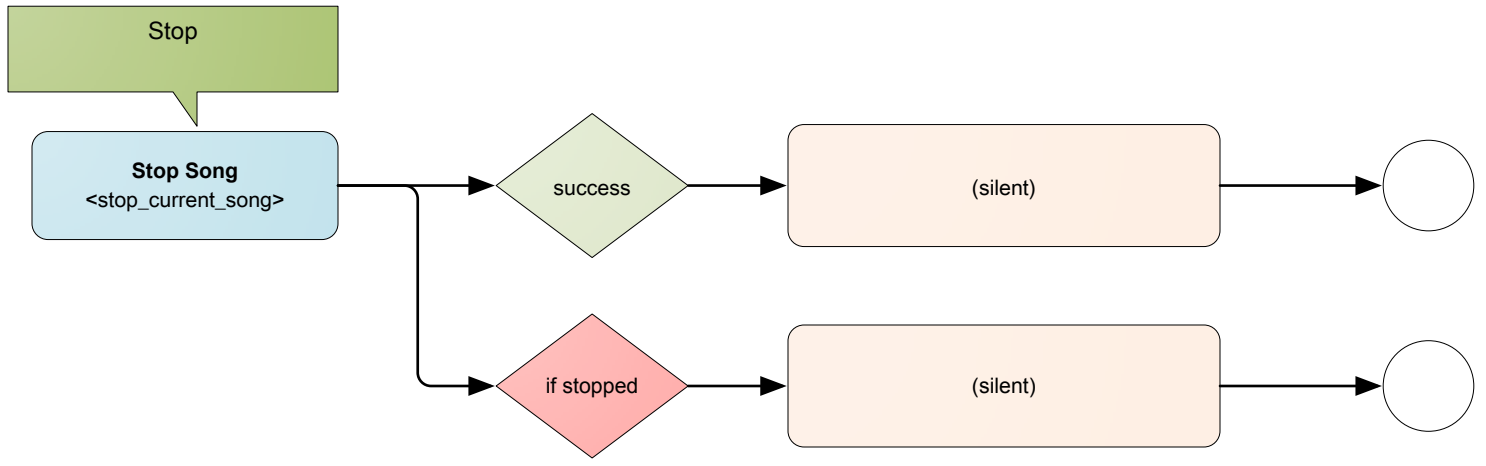 Stop
Stop Song
<stop_current_song>
success
(silent)
if stopped
(silent)